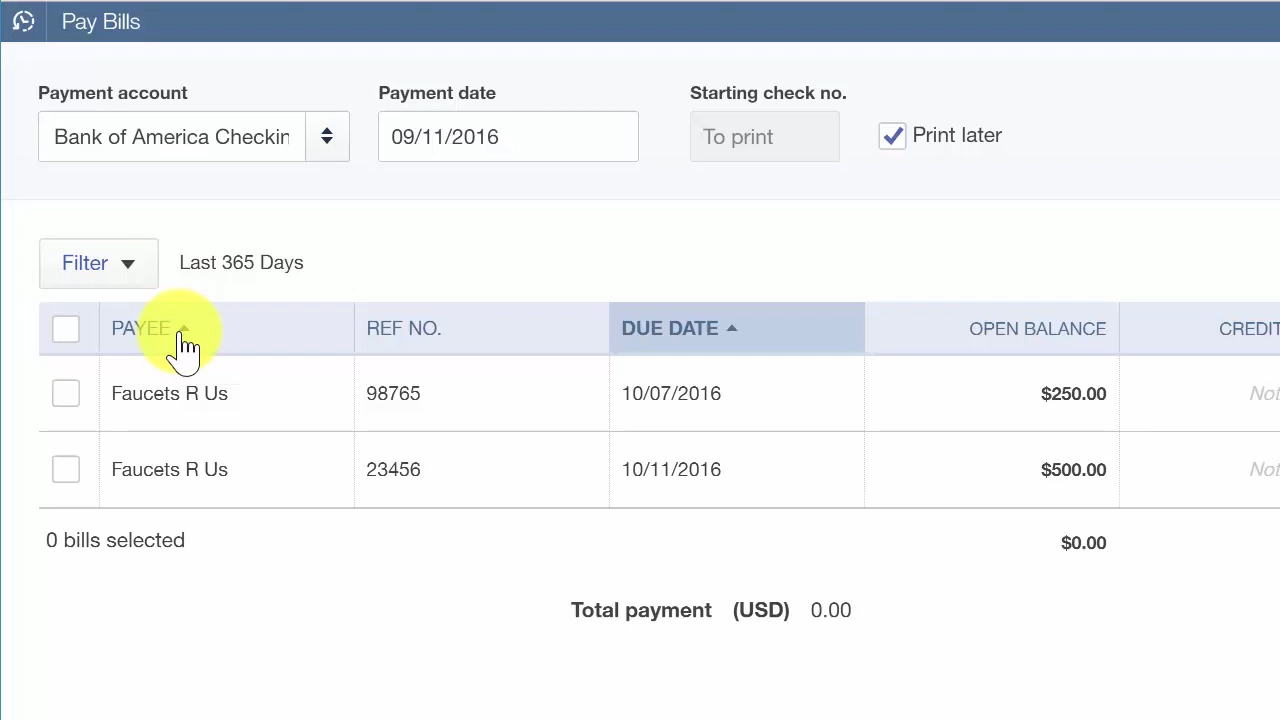 Pay Bills
Payment account Payment date Starting check no.
Bank of America Checkin 09/11/2016 To print Print later
Filter Last 365 Days
PAYEE REF NO. DUE DATE OPEN BALANCE CREDIT
Faucets R Us 98765 10/07/2016 $250.00 Not
Faucets R Us 23456 10/11/2016 $500.00 Not
0 bills selected $0.00
Total payment (USD) 0.00